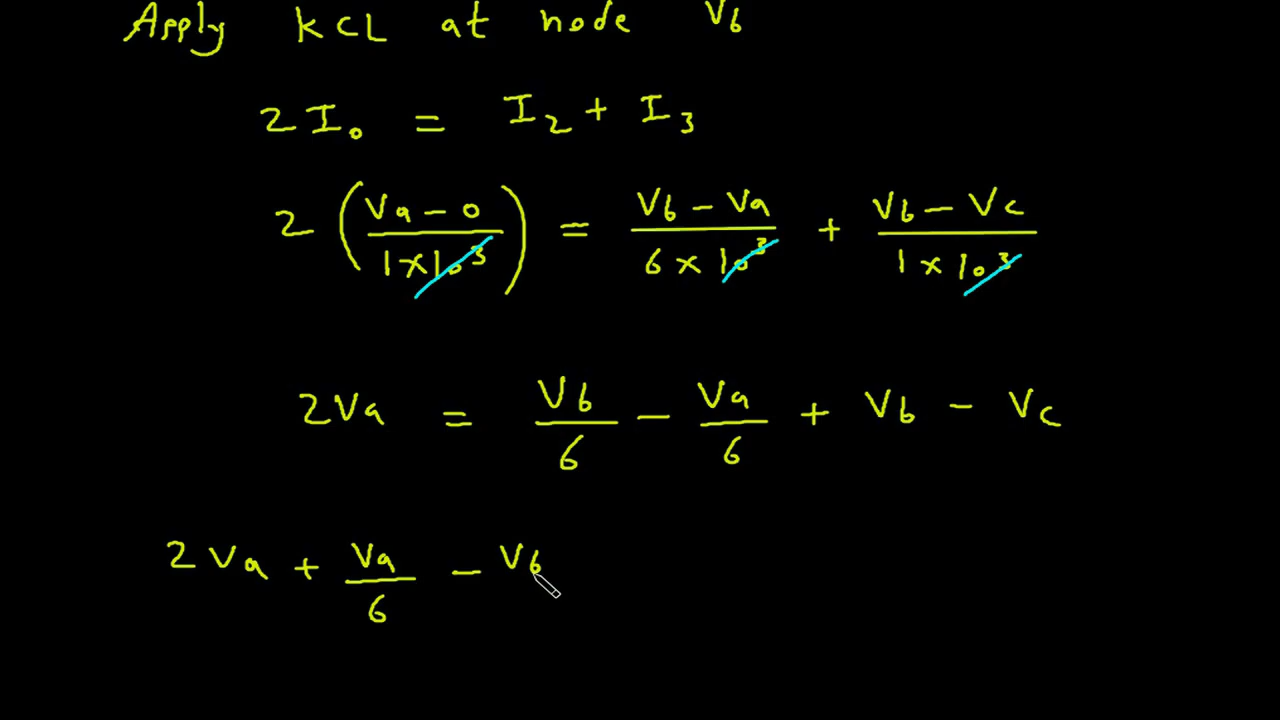 Apply KCL at node Vb
2I₀ = I₂ + I₃
2 (Va - 0 / 1 × 10³) = Vb - Va / 6 × 10³ + Vb - Vc / 1 × 10³
2Va = Vb / 6 - Va / 6 + Vb - Vc
2Va + Va / 6 - Vb